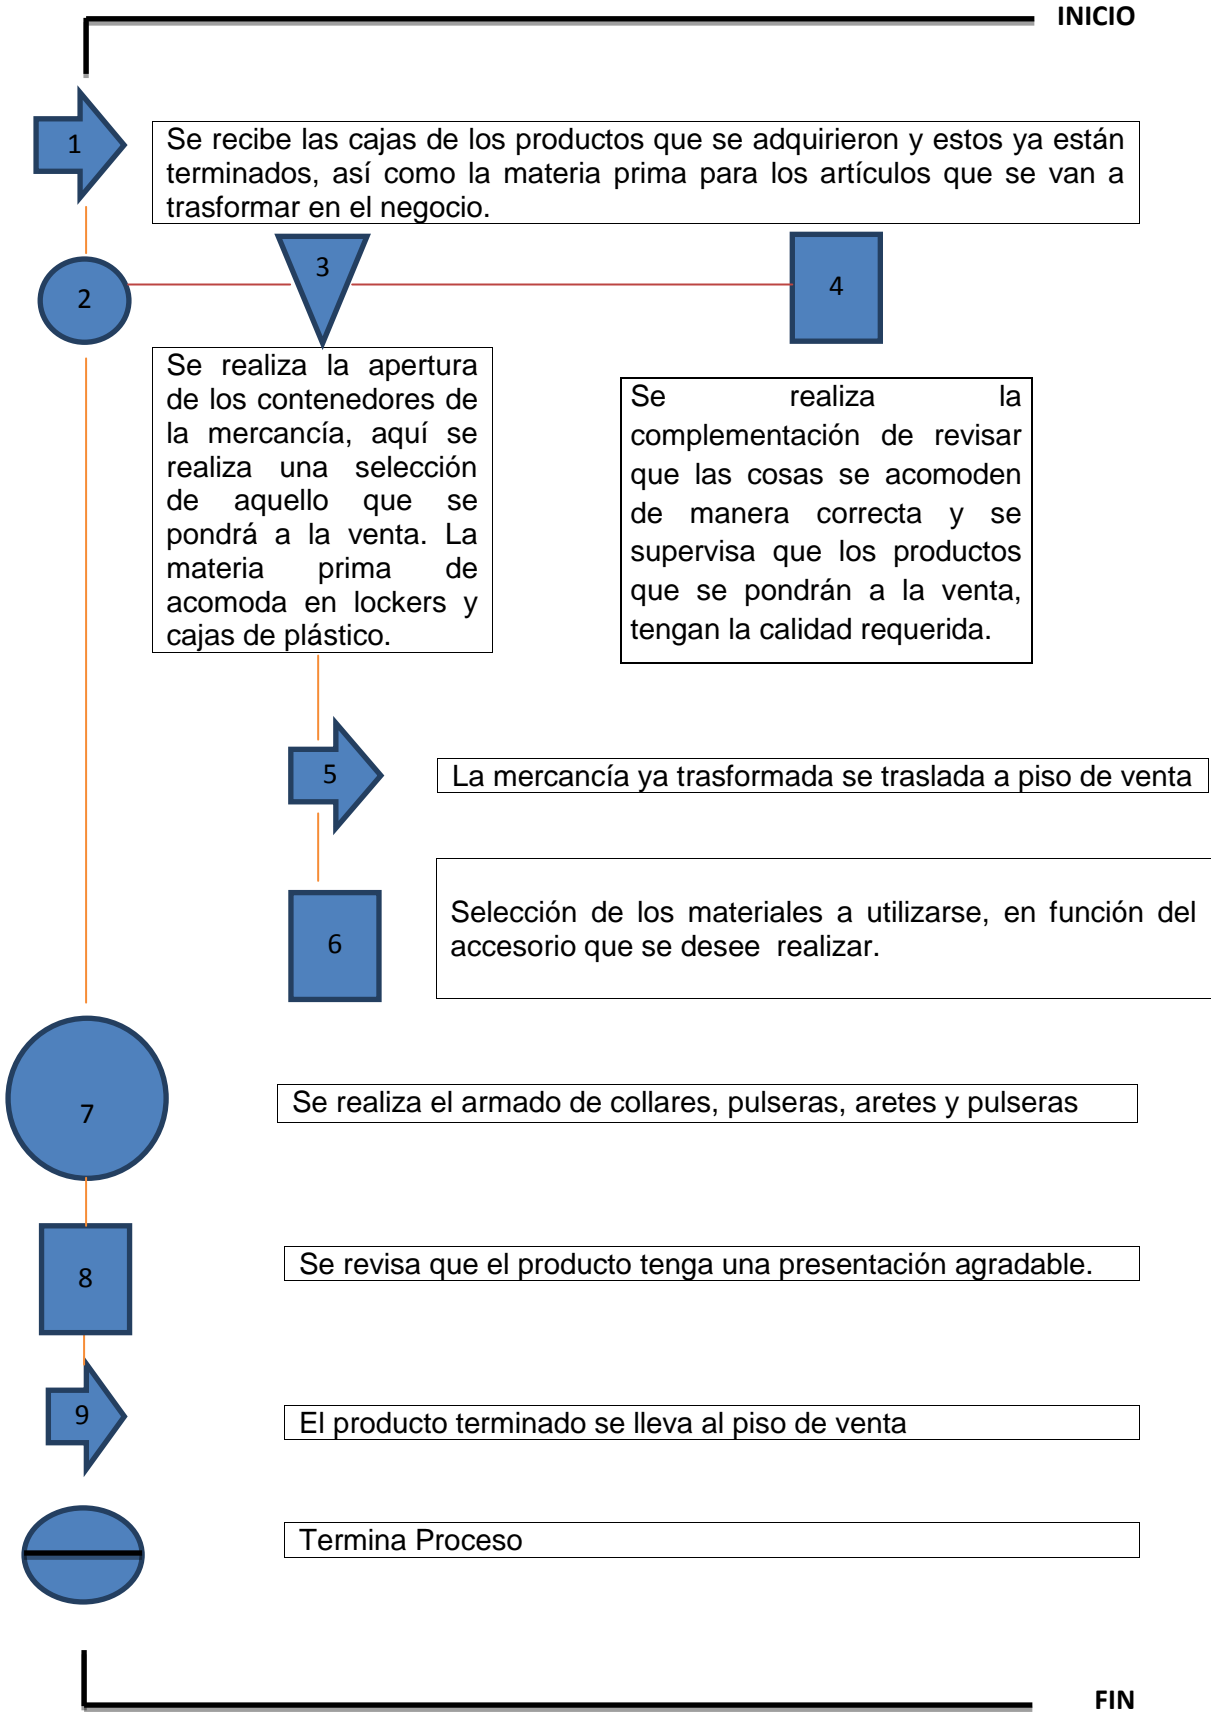 INICIO
1
Se recibe las cajas de los productos que se adquirieron y estos ya están
terminados, así como la materia prima para los artículos que se van a
trasformar en el negocio.
2
3
4
Se realiza la apertura
de los contenedores de
la mercancía, aquí se
realiza una selección
de aquello que se
pondrá a la venta. La
materia prima de
acomoda en lockers y
cajas de plástico.
Se realiza la
complementación de revisar
que las cosas se acomoden
de manera correcta y se
supervisa que los productos
que se pondrán a la venta,
tengan la calidad requerida.
5
La mercancía ya trasformada se traslada a piso de venta
6
Selección de los materiales a utilizarse, en función del
accesorio que se desee realizar.
7
Se realiza el armado de collares, pulseras, aretes y pulseras
8
Se revisa que el producto tenga una presentación agradable.
9
El producto terminado se lleva al piso de venta
Termina Proceso
FIN